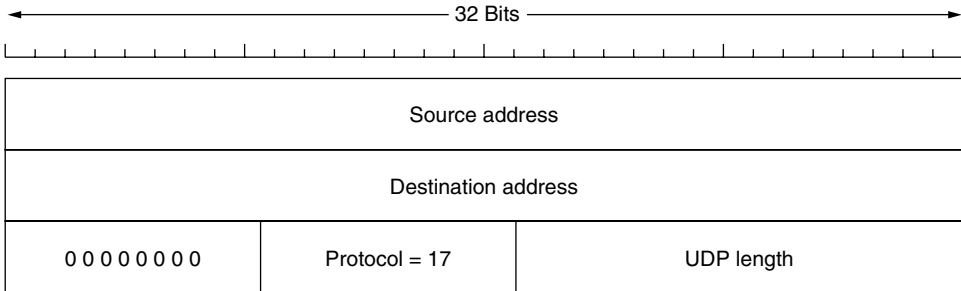 32 Bits
Source address
Destination address
0 0 0 0 0 0 0 0 Protocol = 17 UDP length